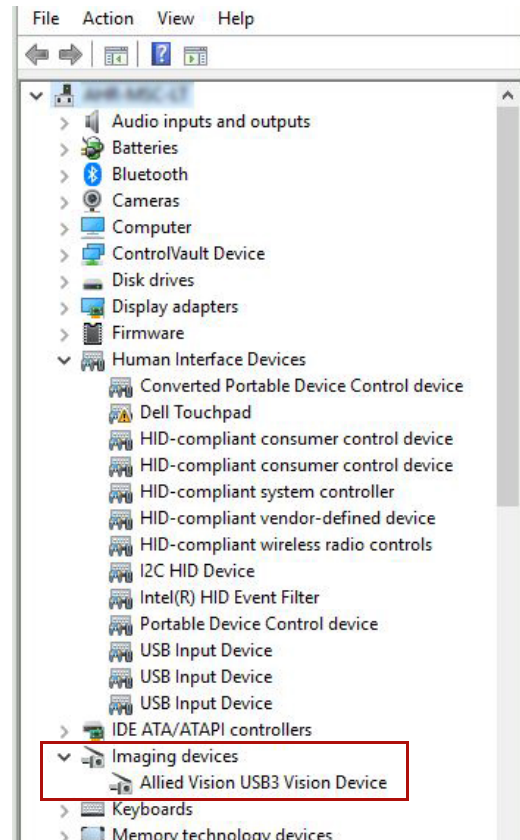 File Action View Help
Audio inputs and outputs
Batteries
Bluetooth
Cameras
Computer
ControlVault Device
Disk drives
Display adapters
Firmware
Human Interface Devices
Converted Portable Device Control device
Dell Touchpad
HID-compliant consumer control device
HID-compliant consumer control device
HID-compliant system controller
HID-compliant vendor-defined device
HID-compliant wireless radio controls
I2C HID Device
Intel(R) HID Event Filter
Portable Device Control device
USB Input Device
USB Input Device
USB Input Device
IDE ATA/ATAPI controllers
Imaging devices
Allied Vision USB3 Vision Device
Keyboards
Memory technology devices